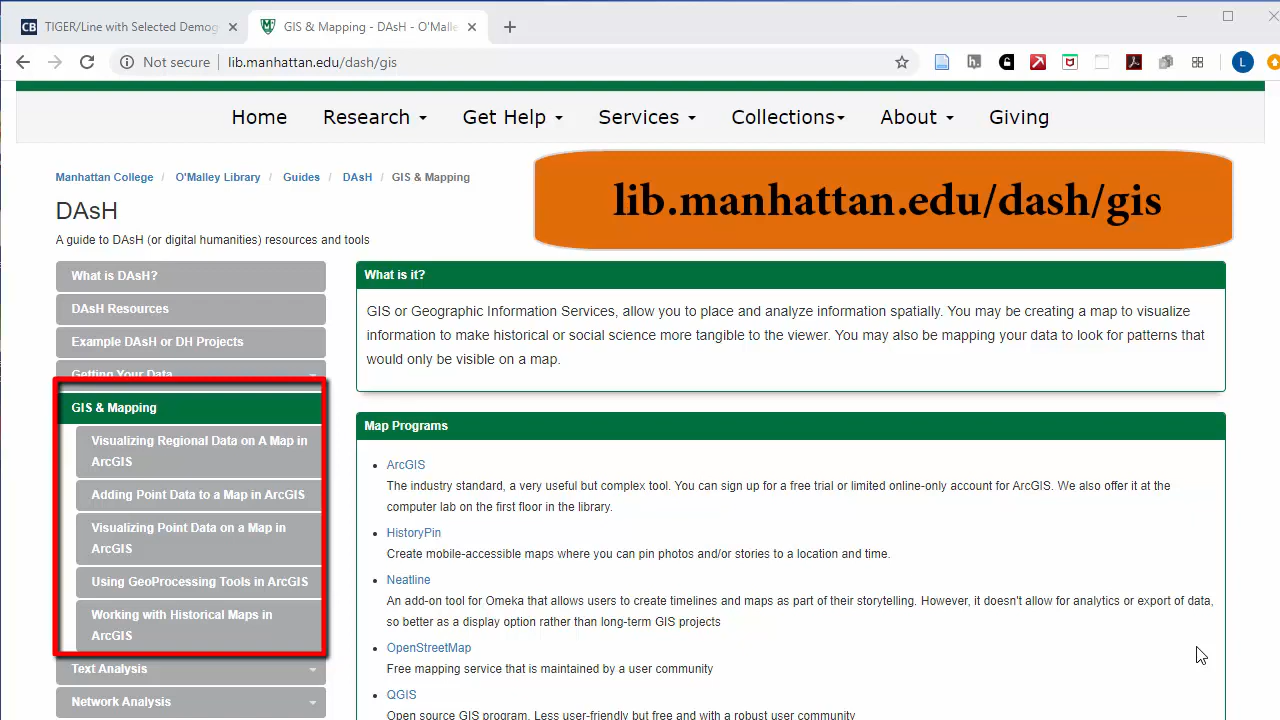 CB TIGER/Line with Selected Demog
GIS & Mapping - DAsH - O'Malle
Not secure | lib.manhattan.edu/dash/gis
L
Home Research Get Help Services Collections About Giving
Manhattan College / O'Malley Library / Guides / DAsH / GIS & Mapping
lib.manhattan.edu/dash/gis
DAsH
A guide to DAsH (or digital humanities) resources and tools
What is DAsH?
DAsH Resources
Example DAsH or DH Projects
Getting Your Data
GIS & Mapping
Visualizing Regional Data on A Map in
ArcGIS
Adding Point Data to a Map in ArcGIS
Visualizing Point Data on a Map in
ArcGIS
Using GeoProcessing Tools in ArcGIS
Working with Historical Maps in
ArcGIS
Text Analysis
Network Analysis
What is it?
GIS or Geographic Information Services, allow you to place and analyze information spatially. You may be creating a map to visualize
information to make historical or social science more tangible to the viewer. You may also be mapping your data to look for patterns that
would only be visible on a map.
Map Programs
ArcGIS
The industry standard, a very useful but complex tool. You can sign up for a free trial or limited online-only account for ArcGIS. We also offer it at the
computer lab on the first floor in the library.
HistoryPin
Create mobile-accessible maps where you can pin photos and/or stories to a location and time.
Neatline
An add-on tool for Omeka that allows users to create timelines and maps as part of their storytelling. However, it doesn't allow for analytics or export of data,
so better as a display option rather than long-term GIS projects
OpenStreetMap
Free mapping service that is maintained by a user community
QGIS
Open source GIS program. Less user-friendly but free and with a robust user community